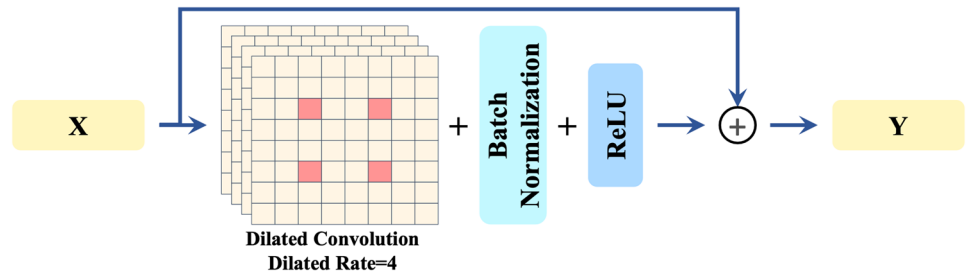 X
+
Batch
Normalization
+
ReLU
+
Y
Dilated Convolution
Dilated Rate=4